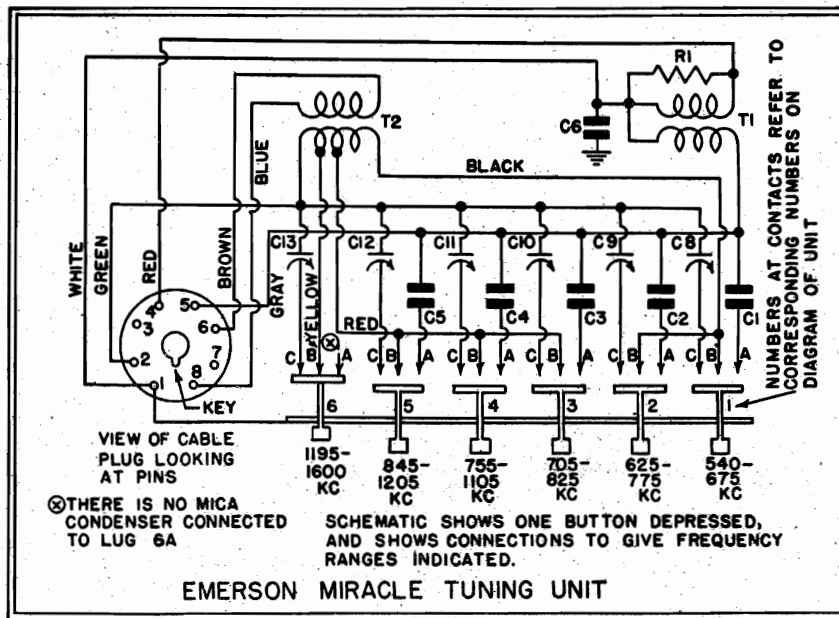 R1
T2
C6
T1
BLACK
WHITE
GREEN
RED
BLUE
BROWN
GRAY
YELLOW
RED
C13
C12
C11
C10
C9
C8
C5
C4
C3
C2
C1
4
5
3
6
2
7
1
8
KEY
C B A
C B A
C B A
C B A
C B A
C B A
6
5
4
3
2
1
1195-
1600
KC
845-
1205
KC
755-
1105
KC
705-
825
KC
625-
775
KC
540-
675
KC
NUMBERS AT CONTACTS REFER TO
CORRESPONDING NUMBERS ON
DIAGRAM OF UNIT
VIEW OF CABLE
PLUG LOOKING
AT PINS
⊗THERE IS NO MICA
CONDENSER CONNECTED
TO LUG 6A
SCHEMATIC SHOWS ONE BUTTON DEPRESSED,
AND SHOWS CONNECTIONS TO GIVE FREQUENCY
RANGES INDICATED.
EMERSON MIRACLE TUNING UNIT